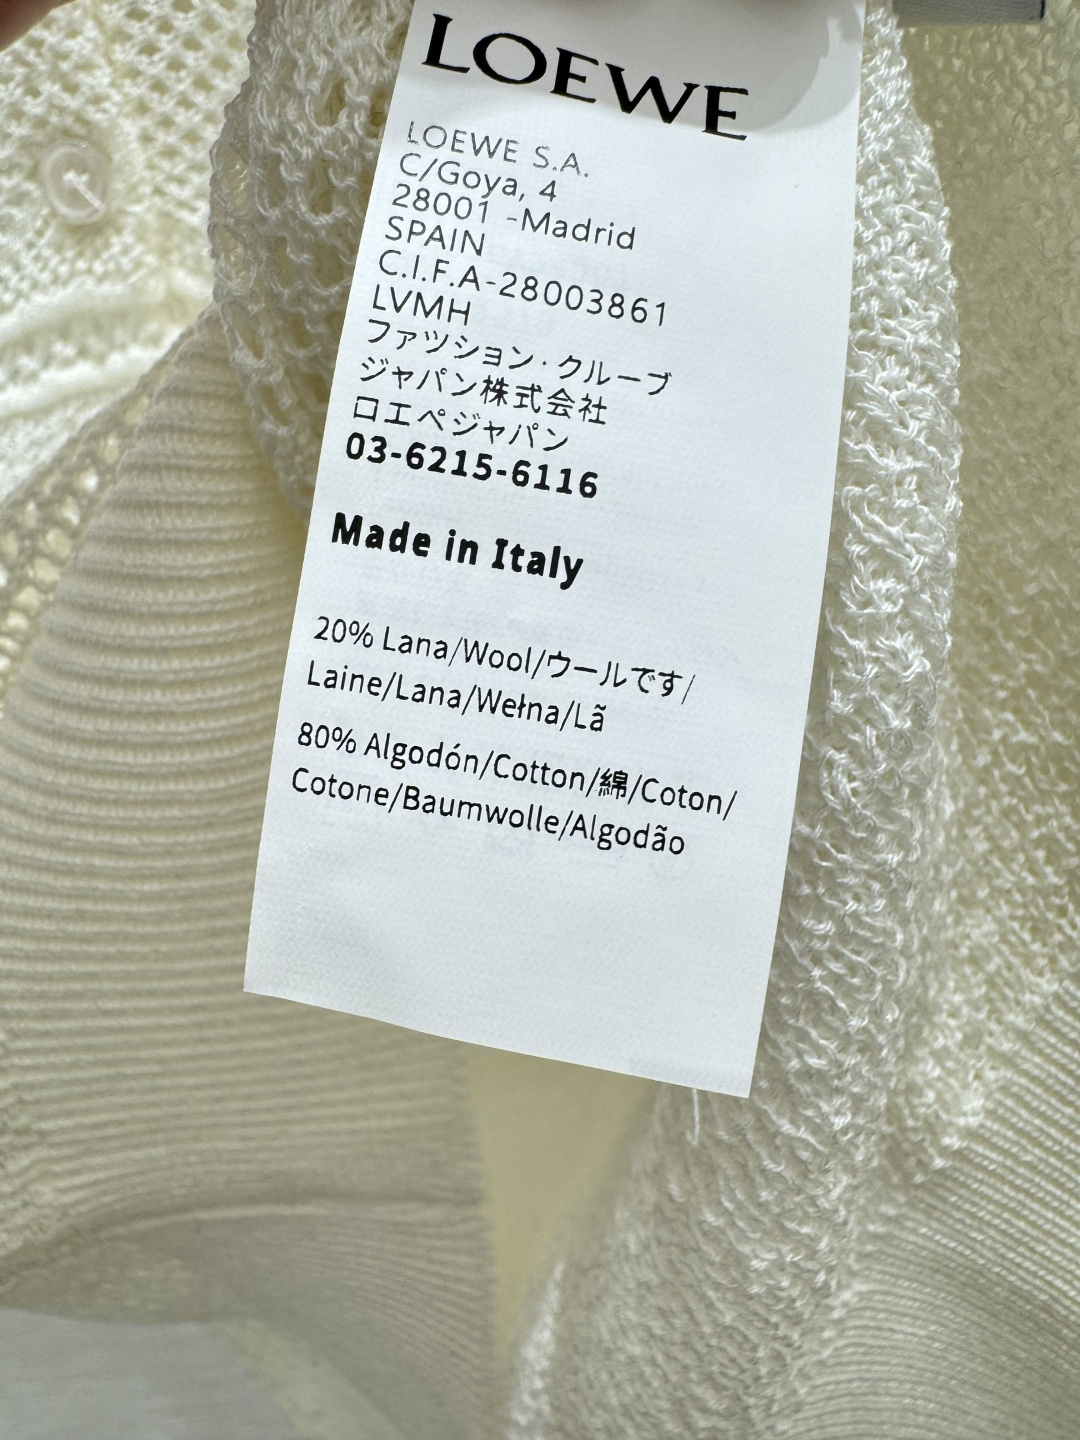 LOEWE
LOEWE S.A.
C/Goya, 4
28001 -Madrid
SPAIN
C.I.F.A-28003861
LVMH
ファッション·クループ
ジャパン株式会社
口エペジャパン
03-6215-6116
Made in Italy
20% Lana/Wool/ウールです/
Laine/Lana/Wełna/Lã
80% Algodón/Cotton/綿/Coton/
Cotone/Baumwolle/Algodão